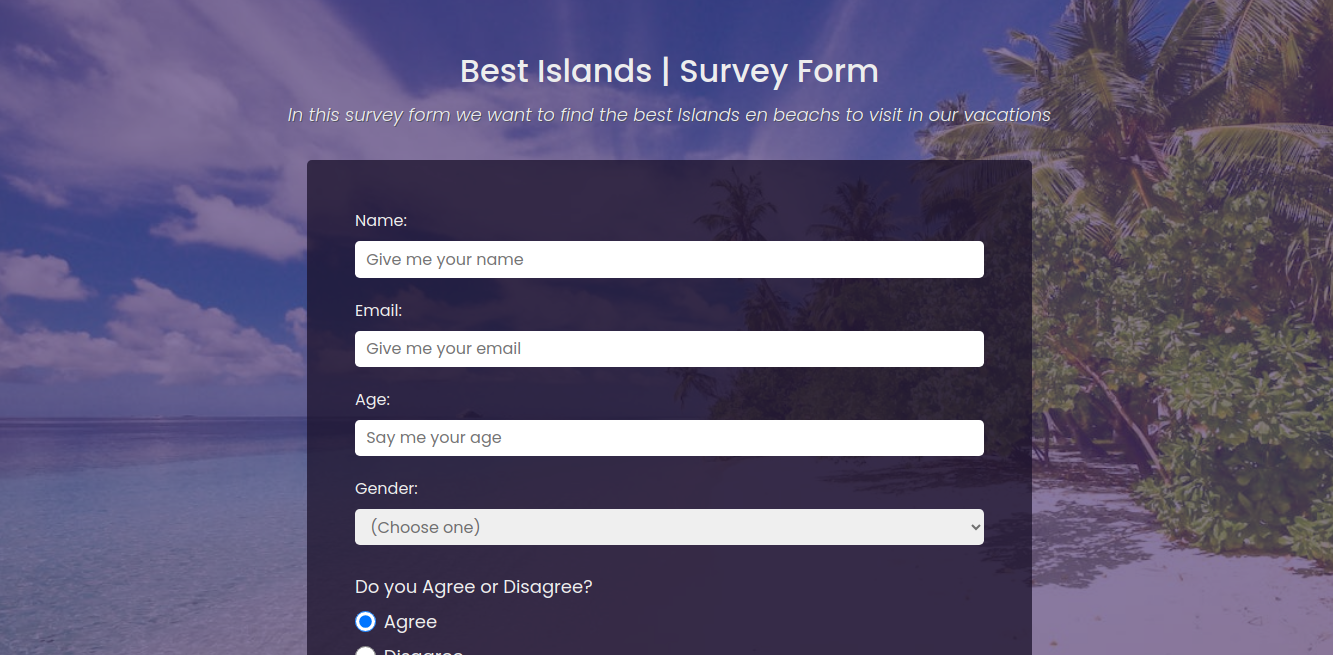 Best Islands | Survey Form
In this survey form we want to find the best Islands en beachs to visit in our vacations
Name:
Give me your name
Email:
Give me your email
Age:
Say me your age
Gender:
(Choose one)
Do you Agree or Disagree?
Agree
Disagree